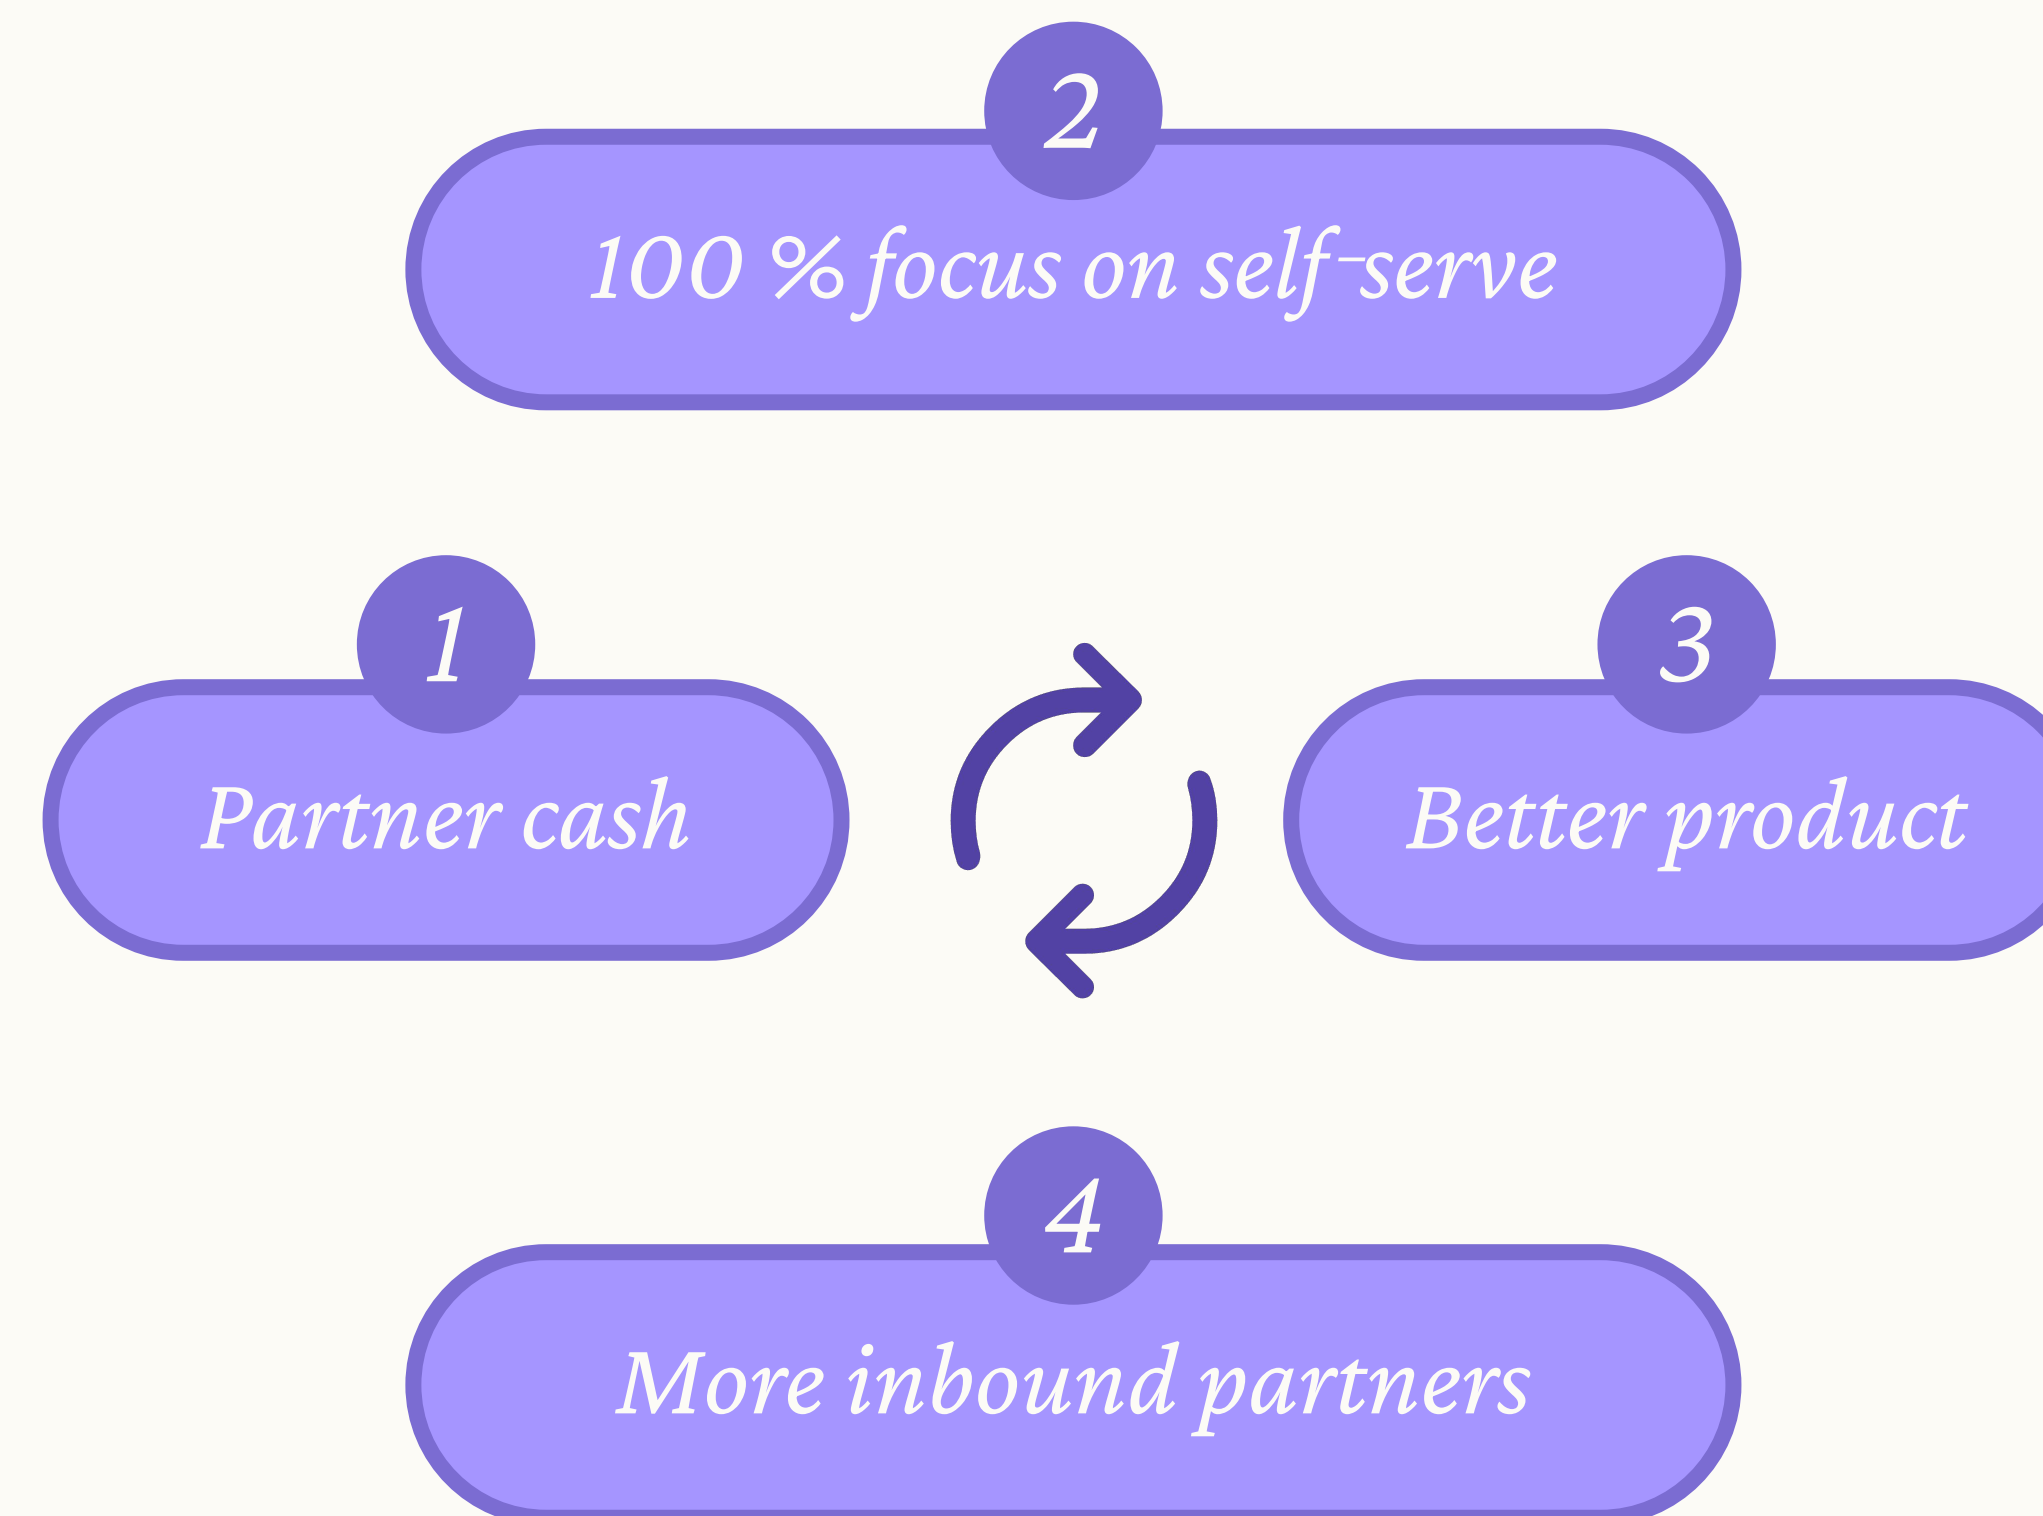 2
100 % focus on self-serve
1
Partner cash
3
Better product
4
More inbound partners